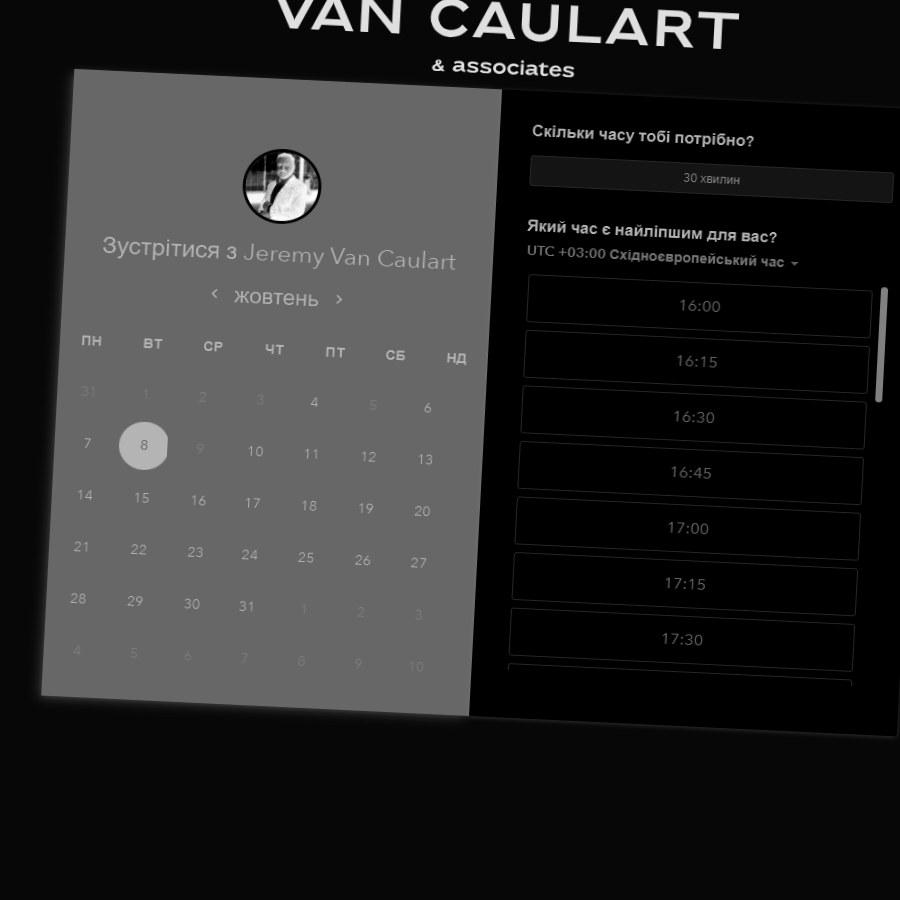 VAN CAULART
& associates
Зустрітися з Jeremy Van Caulart
‹ жовтень ›
ПН ВТ СР ЧТ ПТ СБ НД
31 1 2 3 4 5 6
7 8 9 10 11 12 13
14 15 16 17 18 19 20
21 22 23 24 25 26 27
28 29 30 31 1 2 3
4 5 6 7 8 9 10
Скільки часу тобі потрібно?
30 хвилин
Який час є найліпшим для вас?
UTC +03:00 Східноєвропейський час
16:00
16:15
16:30
16:45
17:00
17:15
17:30